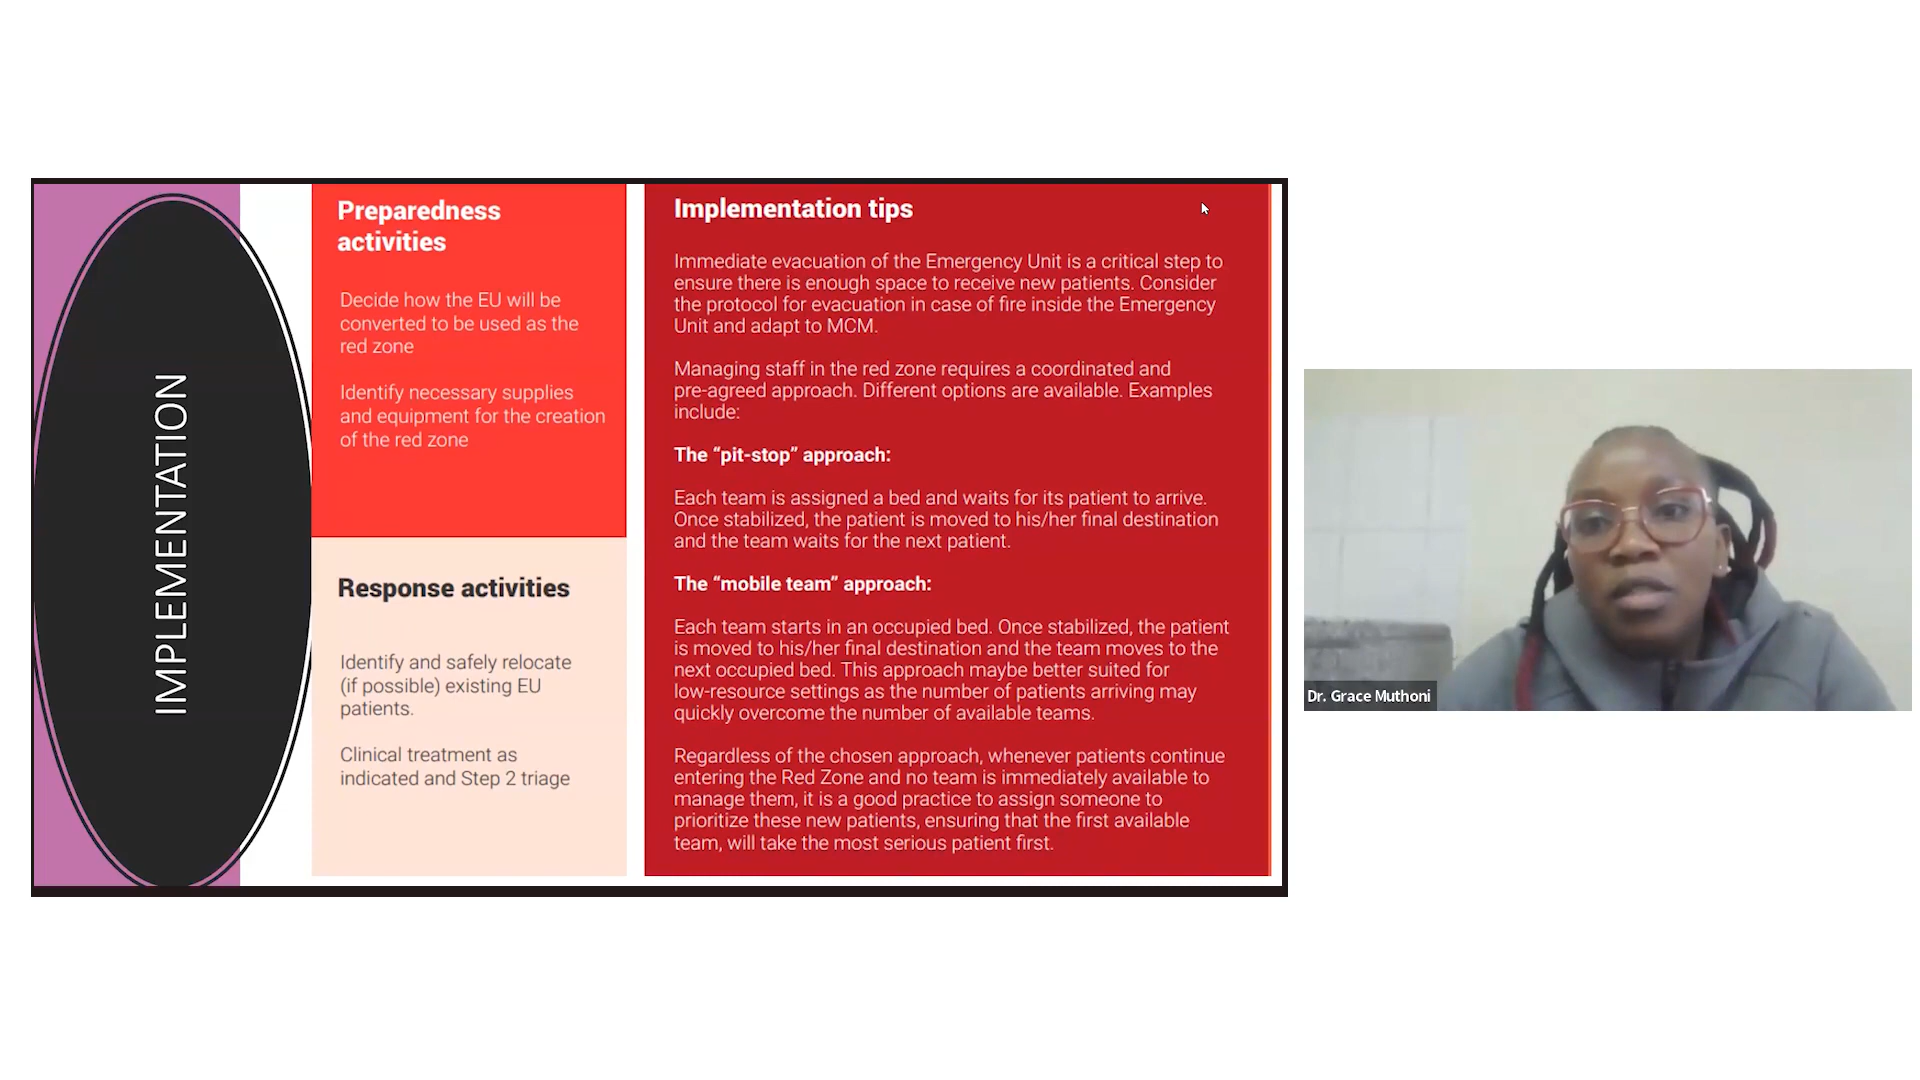 IMPLEMENTATION
Preparedness
activities
Decide how the EU will be
converted to be used as the
red zone
Identify necessary supplies
and equipment for the creation
of the red zone
Response activities
Identify and safely relocate
(if possible) existing EU
patients.
Clinical treatment as
indicated and Step 2 triage
Implementation tips
Immediate evacuation of the Emergency Unit is a critical step to
ensure there is enough space to receive new patients. Consider
the protocol for evacuation in case of fire inside the Emergency
Unit and adapt to MCM.
Managing staff in the red zone requires a coordinated and
pre-agreed approach. Different options are available. Examples
include:
The “pit-stop” approach:
Each team is assigned a bed and waits for its patient to arrive.
Once stabilized, the patient is moved to his/her final destination
and the team waits for the next patient.
The “mobile team” approach:
Each team starts in an occupied bed. Once stabilized, the patient
is moved to his/her final destination and the team moves to the
next occupied bed. This approach maybe better suited for
low-resource settings as the number of patients arriving may
quickly overcome the number of available teams.
Regardless of the chosen approach, whenever patients continue
entering the Red Zone and no team is immediately available to
manage them, it is a good practice to assign someone to
prioritize these new patients, ensuring that the first available
team, will take the most serious patient first.
Dr. Grace Muthoni